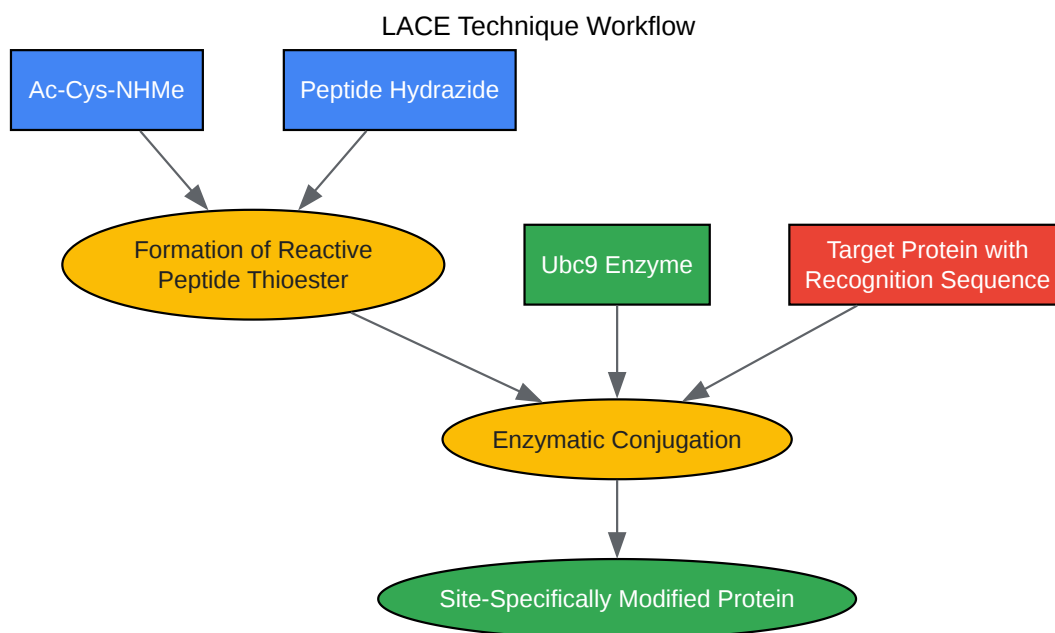 LACE Technique Workflow
Ac-Cys-NHMe
Peptide Hydrazide
Formation of Reactive
Peptide Thioester
Ubc9 Enzyme
Target Protein with
Recognition Sequence
Enzymatic Conjugation
Site-Specifically Modified Protein